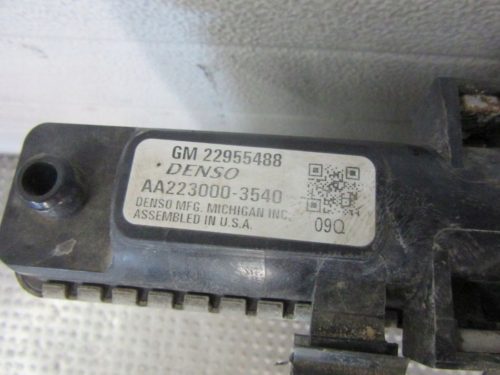 GM 22955488
DENSO
AA223000-3540
DENSO MFG. MICHIGAN INC.
ASSEMBLED IN U.S.A.
09Q